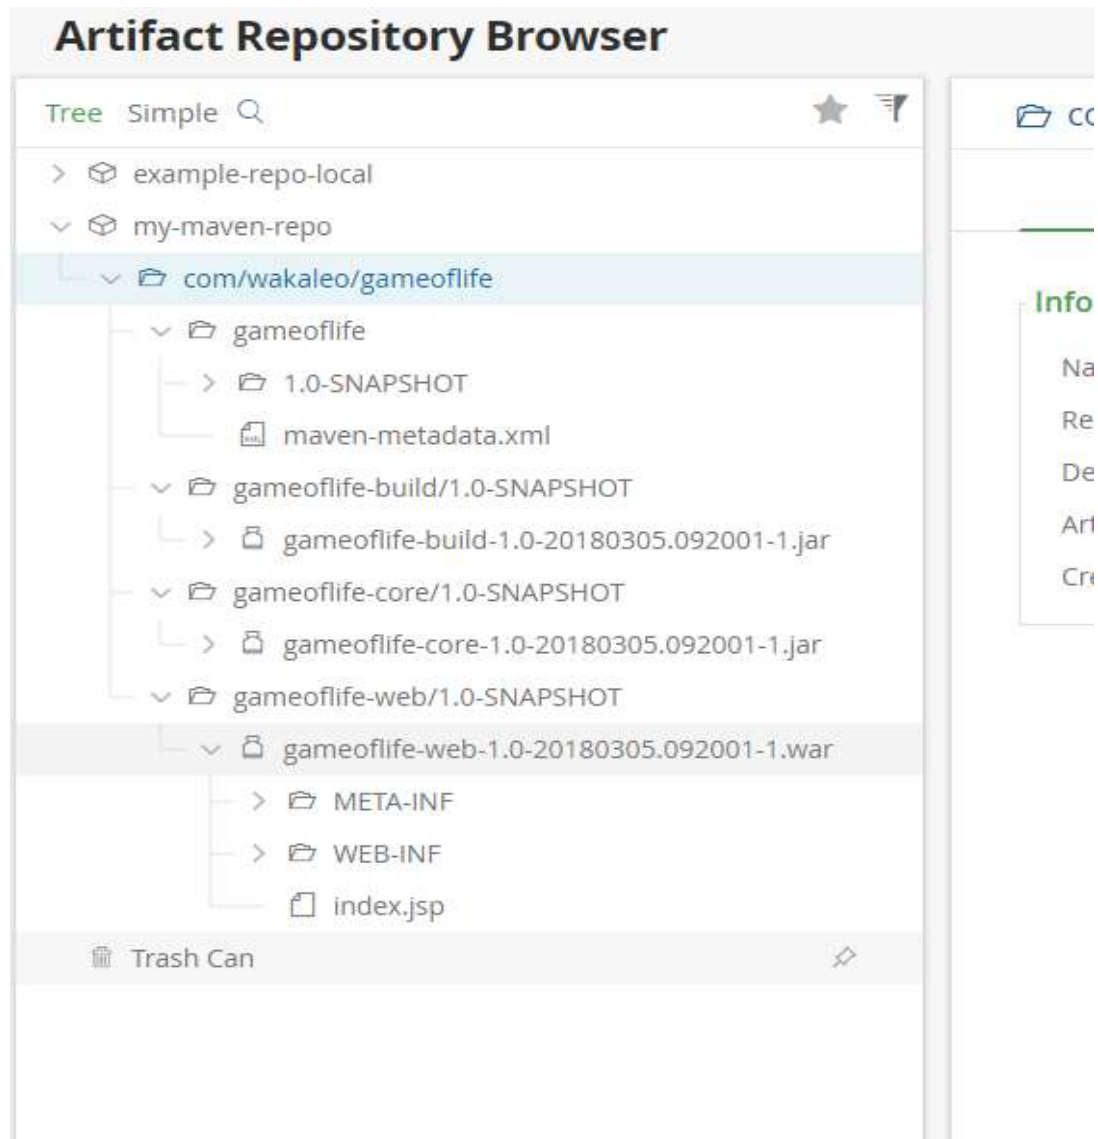 Artifact Repository Browser
Tree Simple
example-repo-local
my-maven-repo
com/wakaleo/gameoflife
gameoflife
1.0-SNAPSHOT
maven-metadata.xml
gameoflife-build/1.0-SNAPSHOT
gameoflife-build-1.0-20180305.092001-1.jar
gameoflife-core/1.0-SNAPSHOT
gameoflife-core-1.0-20180305.092001-1.jar
gameoflife-web/1.0-SNAPSHOT
gameoflife-web-1.0-20180305.092001-1.war
META-INF
WEB-INF
index.jsp
Trash Can
Info